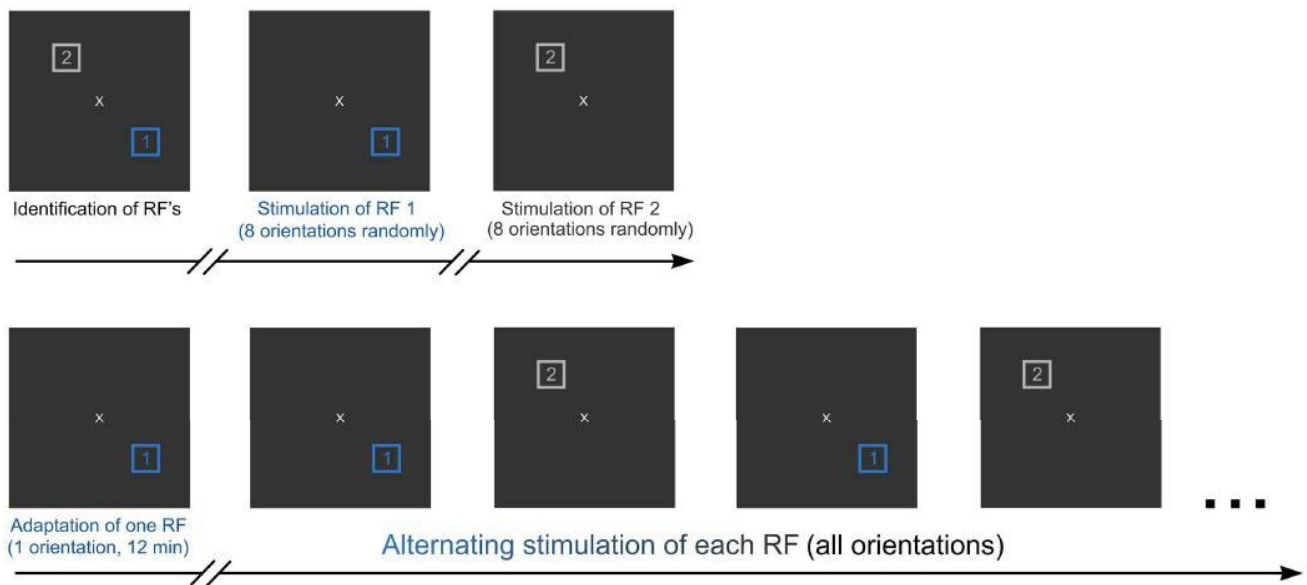 2
x
1
Identification of RF's
x
1
Stimulation of RF 1
(8 orientations randomly)
2
x
Stimulation of RF 2
(8 orientations randomly)
x
1
Adaptation of one RF
(1 orientation, 12 min)
x
1
2
x
x
1
2
x
...
Alternating stimulation of each RF (all orientations)